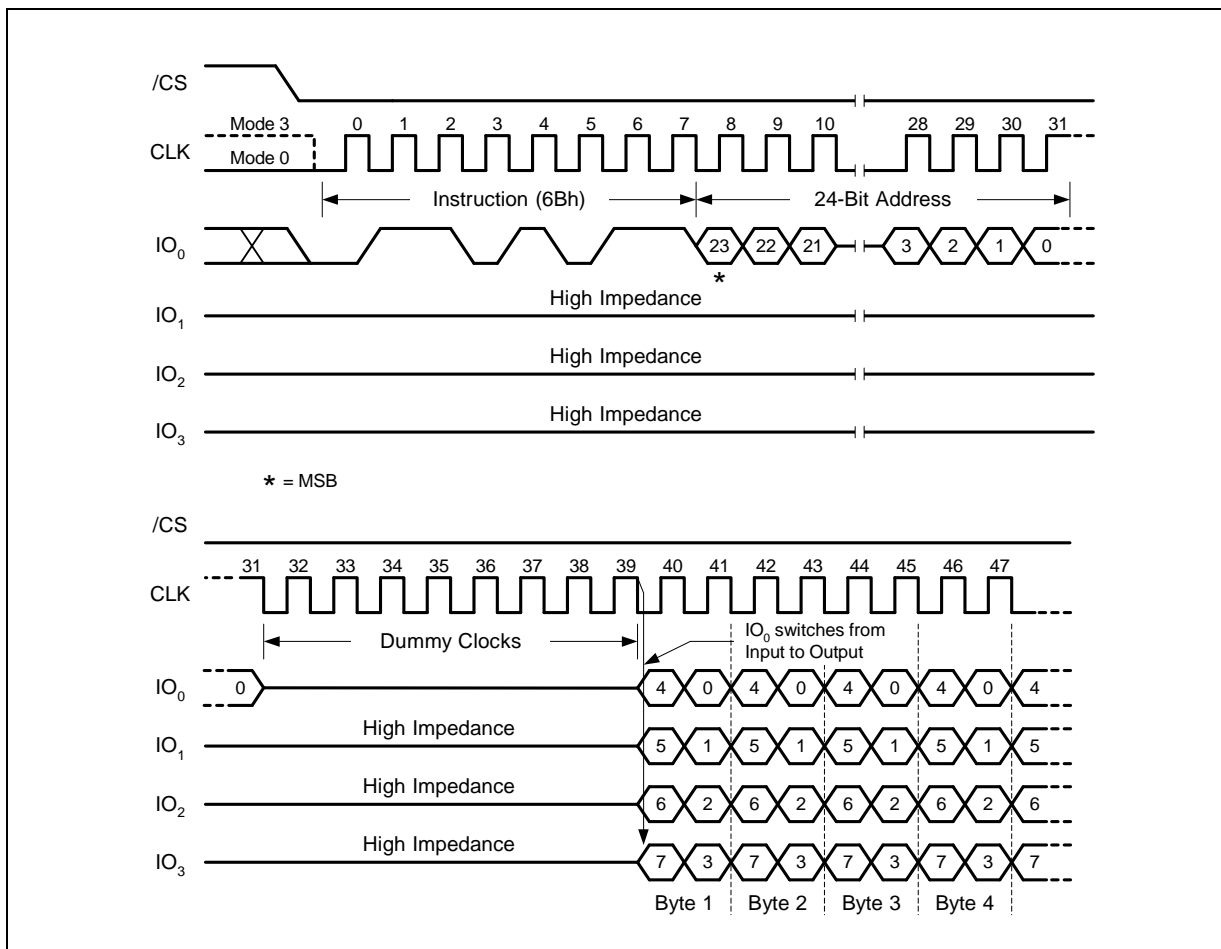 /CS
Mode 3 0 1 2 3 4 5 6 7 8 9 10 28 29 30 31
CLK
Mode 0
Instruction (6Bh) 24-Bit Address
IO0 23 22 21 3 2 1 0
*
High Impedance
IO1
High Impedance
IO2
High Impedance
IO3
* = MSB
/CS
31 32 33 34 35 36 37 38 39 40 41 42 43 44 45 46 47
CLK
Dummy Clocks
IO0 switches from
Input to Output
IO0 0 4 0 4 0 4 0 4 0 4
High Impedance
IO1 5 1 5 1 5 1 5 1 5
High Impedance
IO2 6 2 6 2 6 2 6 2 6
High Impedance
IO3 7 3 7 3 7 3 7 3 7
Byte 1 Byte 2 Byte 3 Byte 4